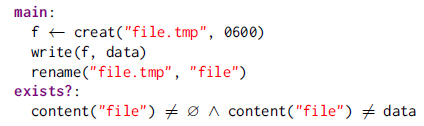 main:
f ← creat("file.tmp", 0600)
write(f, data)
rename("file.tmp", "file")
exists?:
content("file") ≠ ∅ ∧ content("file") ≠ data